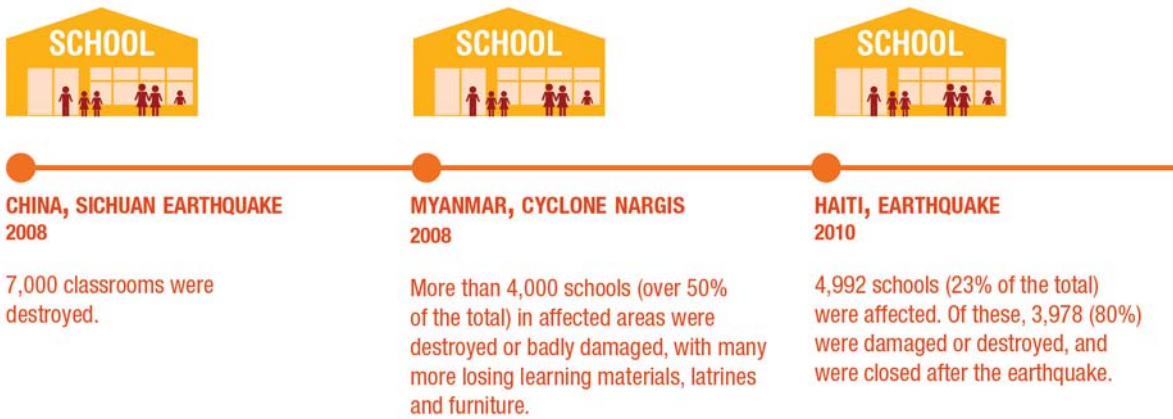 SCHOOL
SCHOOL
SCHOOL
CHINA, SICHUAN EARTHQUAKE
2008
7,000 classrooms were
destroyed.
MYANMAR, CYCLONE NARGIS
2008
More than 4,000 schools (over 50%
of the total) in affected areas were
destroyed or badly damaged, with many
more losing learning materials, latrines
and furniture.
HAITI, EARTHQUAKE
2010
4,992 schools (23% of the total)
were affected. Of these, 3,978 (80%)
were damaged or destroyed, and
were closed after the earthquake.